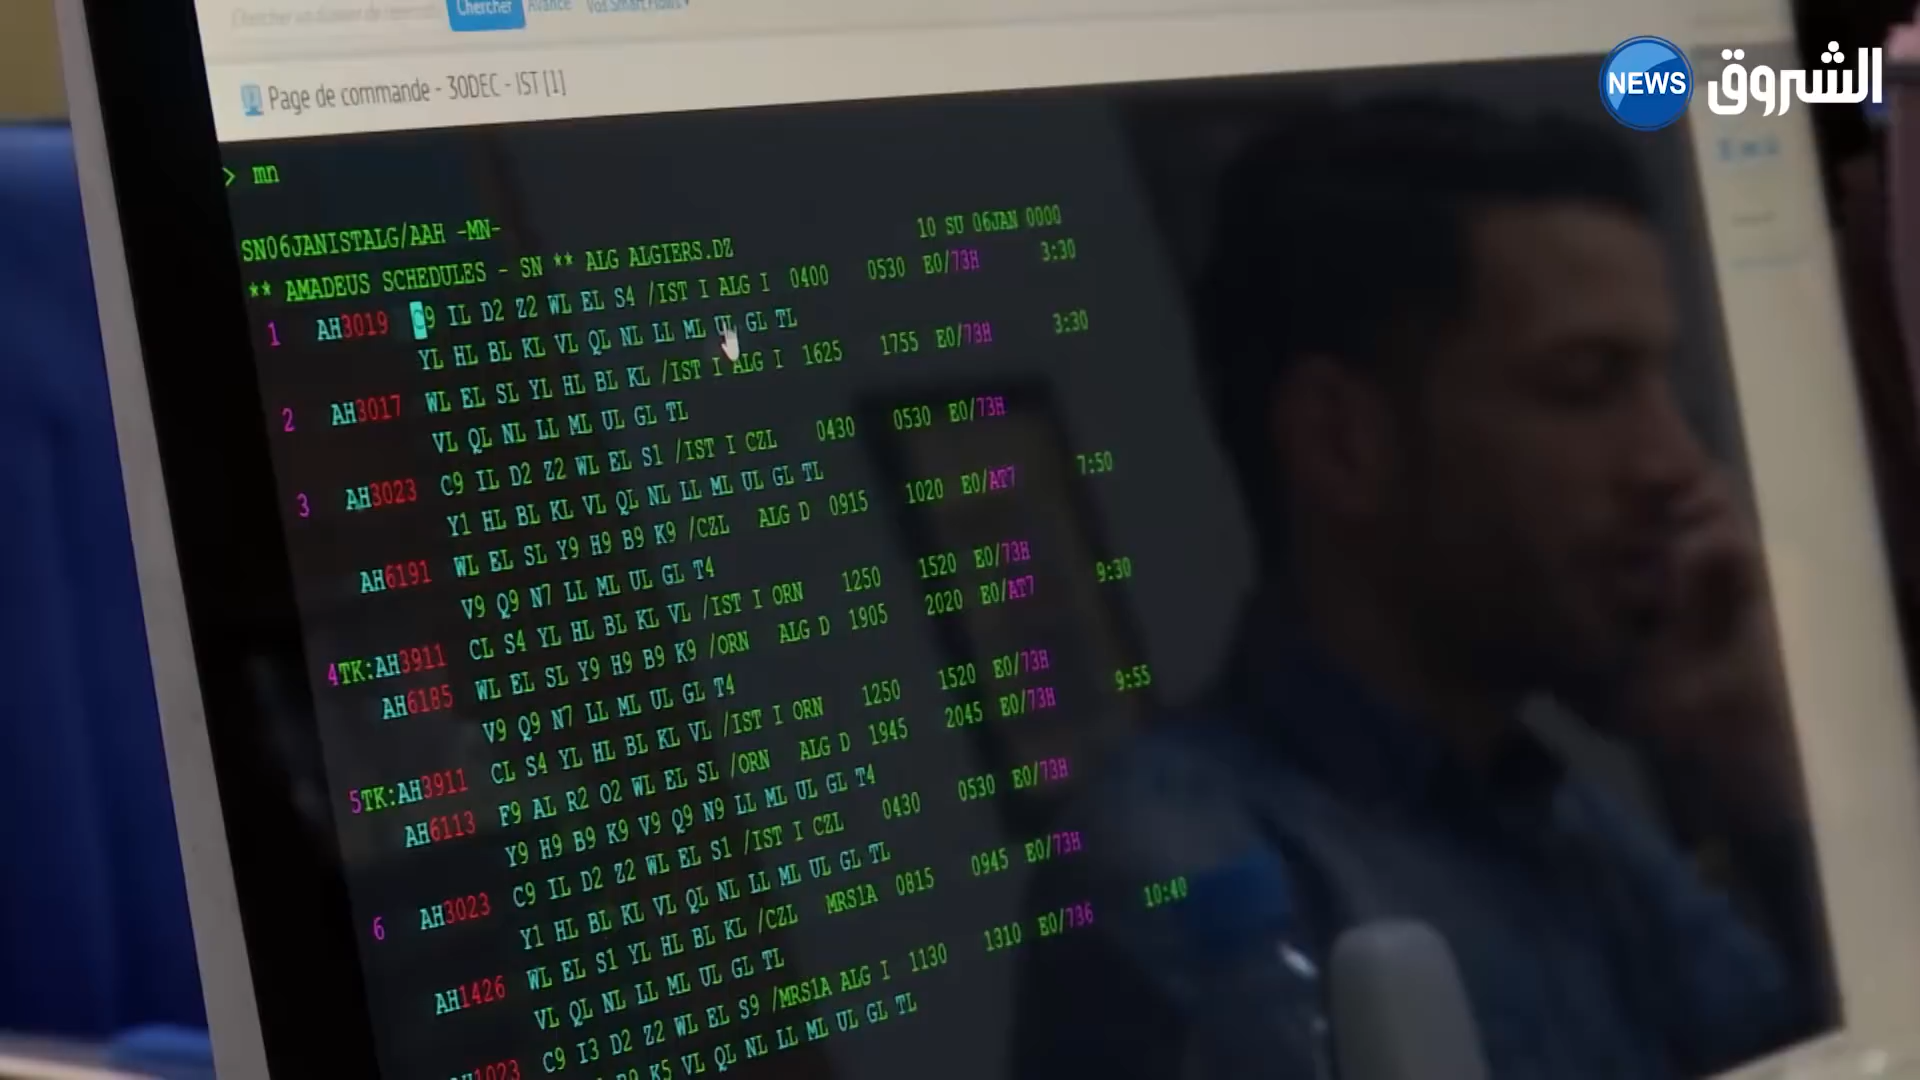 Chercher
NEWS الشروق
Page de commande - 30DEC - IST [1]
> mn
SN06JANISTALG/AAH -MN-
** AMADEUS SCHEDULES - SN ** ALG ALGIERS.DZ 10 SU 06JAN 0000
1 AH3019 C9 IL D2 Z2 WL EL S4 /IST I ALG I 0400 0530 E0/73H 3:30
YL HL BL KL VL QL NL LL ML UL GL TL
2 AH3017 WL EL SL YL HL BL KL /IST I ALG I 1625 1755 E0/73H 3:30
VL QL NL LL ML UL GL TL
3 AH3023 C9 IL D2 Z2 WL EL S1 /IST I CZL 0430 0530 E0/73H
Y1 HL BL KL VL QL NL LL ML UL GL TL
AH6191 WL EL SL Y9 H9 B9 K9 /CZL ALG D 0915 1020 E0/AT7 7:50
V9 Q9 N7 LL ML UL GL T4
4TK:AH3911 CL S4 YL HL BL KL VL /IST I ORN 1250 1520 E0/73H
AH6185 WL EL SL Y9 H9 B9 K9 /ORN ALG D 1905 2020 E0/AT7 9:30
V9 Q9 N7 LL ML UL GL T4
5TK:AH3911 CL S4 YL HL BL KL VL /IST I ORN 1250 1520 E0/73H
AH6113 F9 AL R2 O2 WL EL SL /ORN ALG D 1945 2045 E0/73H 9:55
Y9 H9 B9 K9 V9 Q9 N9 LL ML UL GL T4
6 AH3023 C9 IL D2 Z2 WL EL S1 /IST I CZL 0430 0530 E0/73H
Y1 HL BL KL VL QL NL LL ML UL GL TL
AH1426 WL EL S1 YL HL BL KL /CZL MRS1A 0815 0945 E0/73H
VL QL NL LL ML UL GL TL
AH1023 C9 I3 D2 Z2 WL EL S9 /MRS1A ALG I 1130 1310 E0/736 10:40
K5 VL QL NL LL ML UL GL TL